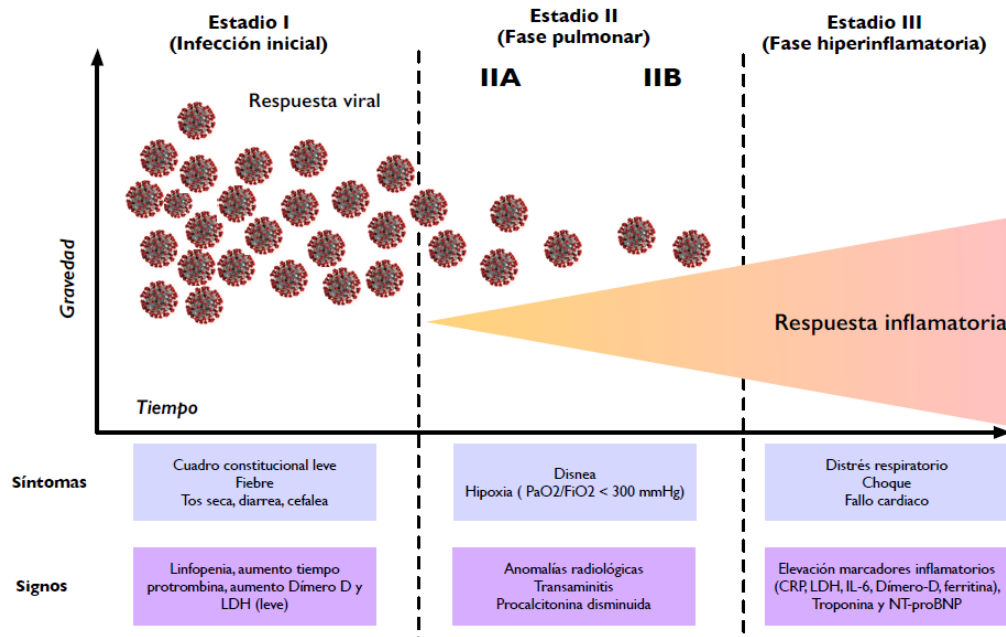 Estadio I
(Infección inicial)
Estadio II
(Fase pulmonar)
Estadio III
(Fase hiperinflamatoria)
IIA
IIB
Respuesta viral
Gravedad
Respuesta inflamatoria
Tiempo
Síntomas
Cuadro constitucional leve
Fiebre
Tos seca, diarrea, cefalea
Disnea
Hipoxia ( PaO2/FiO2 < 300 mmHg)
Distrés respiratorio
Choque
Fallo cardiaco
Signos
Linfopenia, aumento tiempo
protrombina, aumento Dímero D y
LDH (leve)
Anomalías radiológicas
Transaminitis
Procalcitonina disminuida
Elevación marcadores inflamatorios
(CRP, LDH, IL-6, Dímero-D, ferritina),
Troponina y NT-proBNP